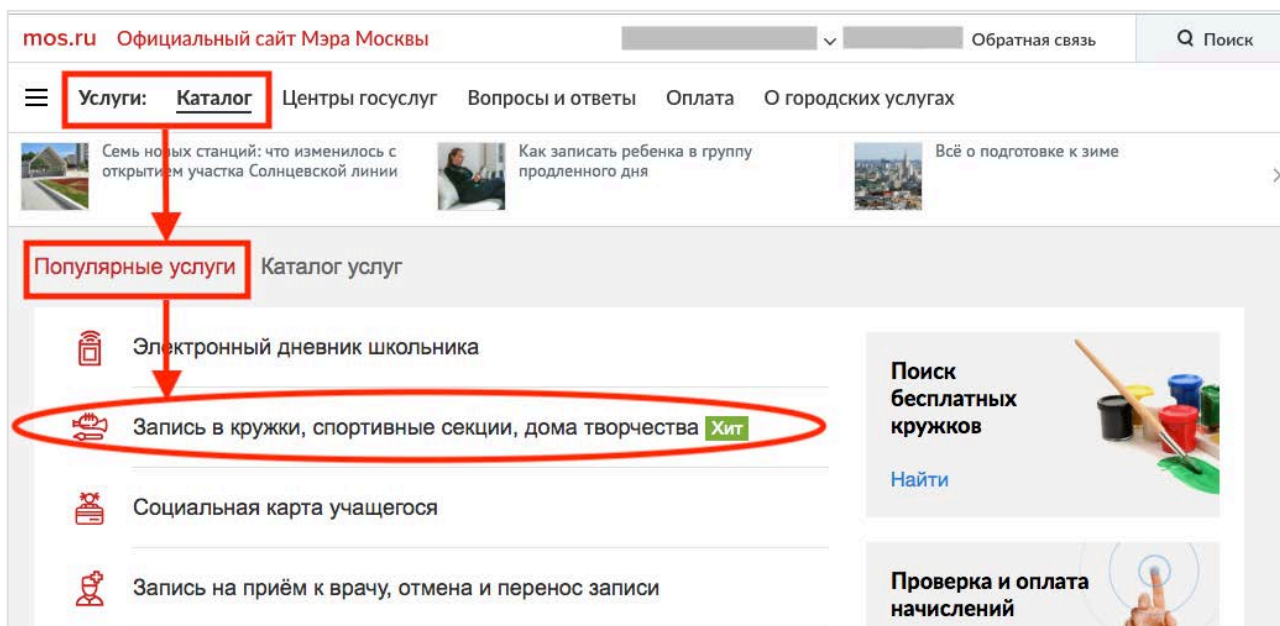 mos.ru Официальный сайт Мэра Москвы Обратная связь Поиск
Услуги: Каталог Центры госуслуг Вопросы и ответы Оплата О городских услугах
Семь новых станций: что изменилось с
открытием участка Солнцевской линии
Как записать ребенка в группу
продленного дня
Всё о подготовке к зиме
Популярные услуги Каталог услуг
Электронный дневник школьника
Запись в кружки, спортивные секции, дома творчества Хит
Социальная карта учащегося
Запись на приём к врачу, отмена и перенос записи
Поиск
бесплатных
кружков
Найти
Проверка и оплата
начислений